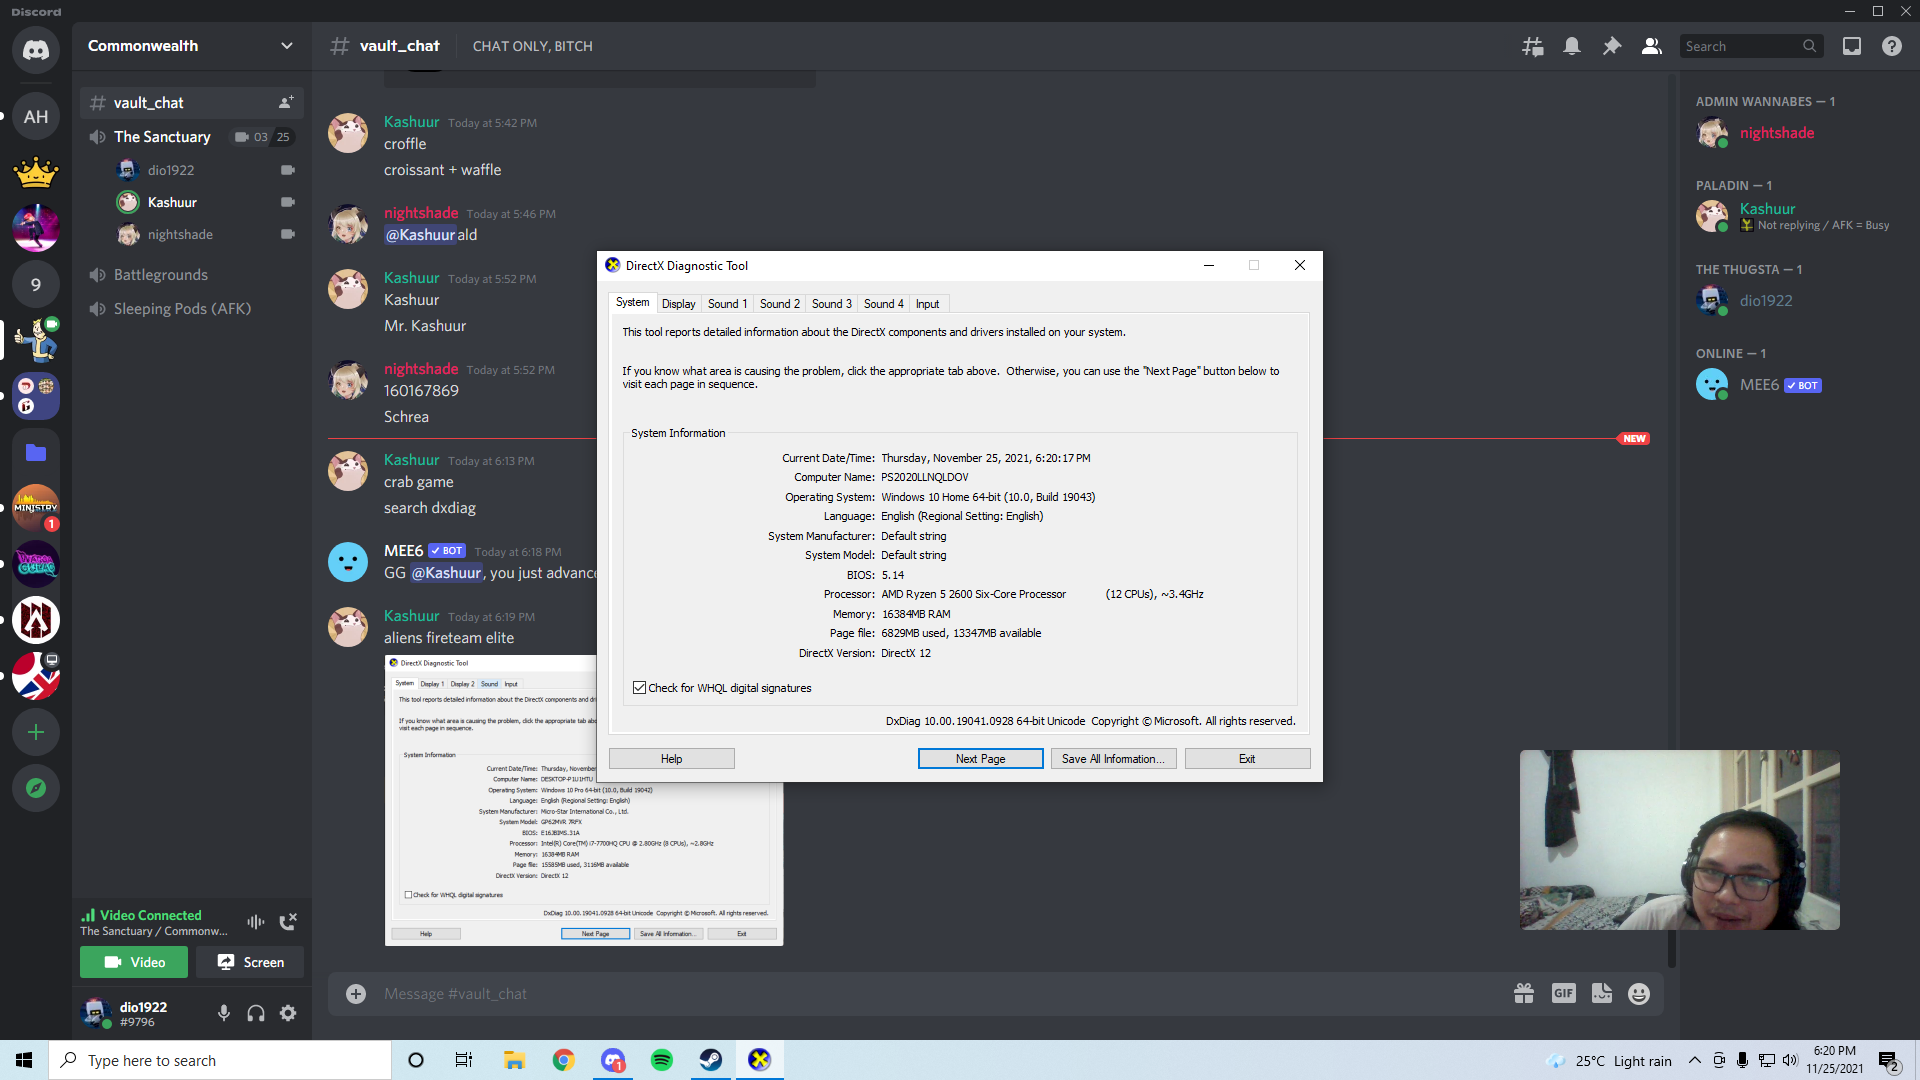 Discord
Commonwealth
vault_chat
CHAT ONLY, BITCH
Search
AH
9
MINISTRY
1
vault_chat
The Sanctuary
03 25
dio1922
Kashuur
nightshade
Battlegrounds
Sleeping Pods (AFK)
Kashuur Today at 5:42 PM
croffle
croissant + waffle
nightshade Today at 5:46 PM
@Kashuurald
Kashuur Today at 5:52 PM
Kashuur
Mr. Kashuur
nightshade Today at 5:52 PM
160167869
Schrea
NEW
Kashuur Today at 6:13 PM
crab game
search dxdiag
MEE6 ✓ BOT Today at 6:18 PM
GG @Kashuur, you just advance
Kashuur Today at 6:19 PM
aliens fireteam elite
DirectX Diagnostic Tool
System Display 1 Display 2 Sound Input
This tool reports detailed information about the DirectX components and dri
If you know what area is causing the problem, click the appropriate tab abo
visit each page in sequence.
System Information
Current Date/Time: Thursday, November
Computer Name: DESKTOP-P1U1HTU
Operating System: Windows 10 Pro 64-bit (10.0, Build 19042)
Language: English (Regional Setting: English)
System Manufacturer: Micro-Star International Co., Ltd.
System Model: GP62MVR 7RFX
BIOS: E16JBIMS.31A
Processor: Intel(R) Core(TM) i7-7700HQ CPU @ 2.80GHz (8 CPUs), ~2.8GHz
Memory: 16384MB RAM
Page file: 15585MB used, 3116MB available
DirectX Version: DirectX 12
Check for WHQL digital signatures
DxDiag 10.00.19041.0928 64-bit Unicode Copyright © Microsoft. All rights reserved.
Help Next Page Save All Information... Exit
DirectX Diagnostic Tool
System Display Sound 1 Sound 2 Sound 3 Sound 4 Input
This tool reports detailed information about the DirectX components and drivers installed on your system.
If you know what area is causing the problem, click the appropriate tab above. Otherwise, you can use the "Next Page" button below to
visit each page in sequence.
System Information
Current Date/Time: Thursday, November 25, 2021, 6:20:17 PM
Computer Name: PS2020LLNQLDOV
Operating System: Windows 10 Home 64-bit (10.0, Build 19043)
Language: English (Regional Setting: English)
System Manufacturer: Default string
System Model: Default string
BIOS: 5.14
Processor: AMD Ryzen 5 2600 Six-Core Processor (12 CPUs), ~3.4GHz
Memory: 16384MB RAM
Page file: 6829MB used, 13347MB available
DirectX Version: DirectX 12
Check for WHQL digital signatures
DxDiag 10.00.19041.0928 64-bit Unicode Copyright © Microsoft. All rights reserved.
Help Next Page Save All Information... Exit
ADMIN WANNABES — 1
nightshade
PALADIN — 1
Kashuur
Not replying / AFK = Busy
THE THUGSTA — 1
dio1922
ONLINE — 1
MEE6 ✓ BOT
Video Connected
The Sanctuary / Commonw...
Video Screen
dio1922
#9796
Message #vault_chat
GIF
Type here to search
1
25°C Light rain
6:20 PM
11/25/2021
2